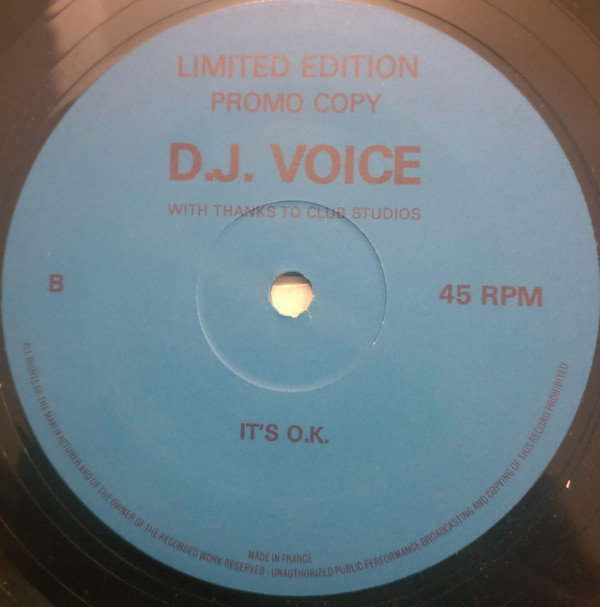 LIMITED EDITION
PROMO COPY
D.J. VOICE
WITH THANKS TO CLUB STUDIOS
B
45 RPM
IT'S O.K.
MADE IN FRANCE
ALL RIGHTS OF THE MANUFACTURER AND OF THE OWNER OF THE RECORDED WORK RESERVED - UNAUTHORIZED PUBLIC PERFORMANCE BROADCASTING AND COPYING OF THIS RECORD PROHIBITED